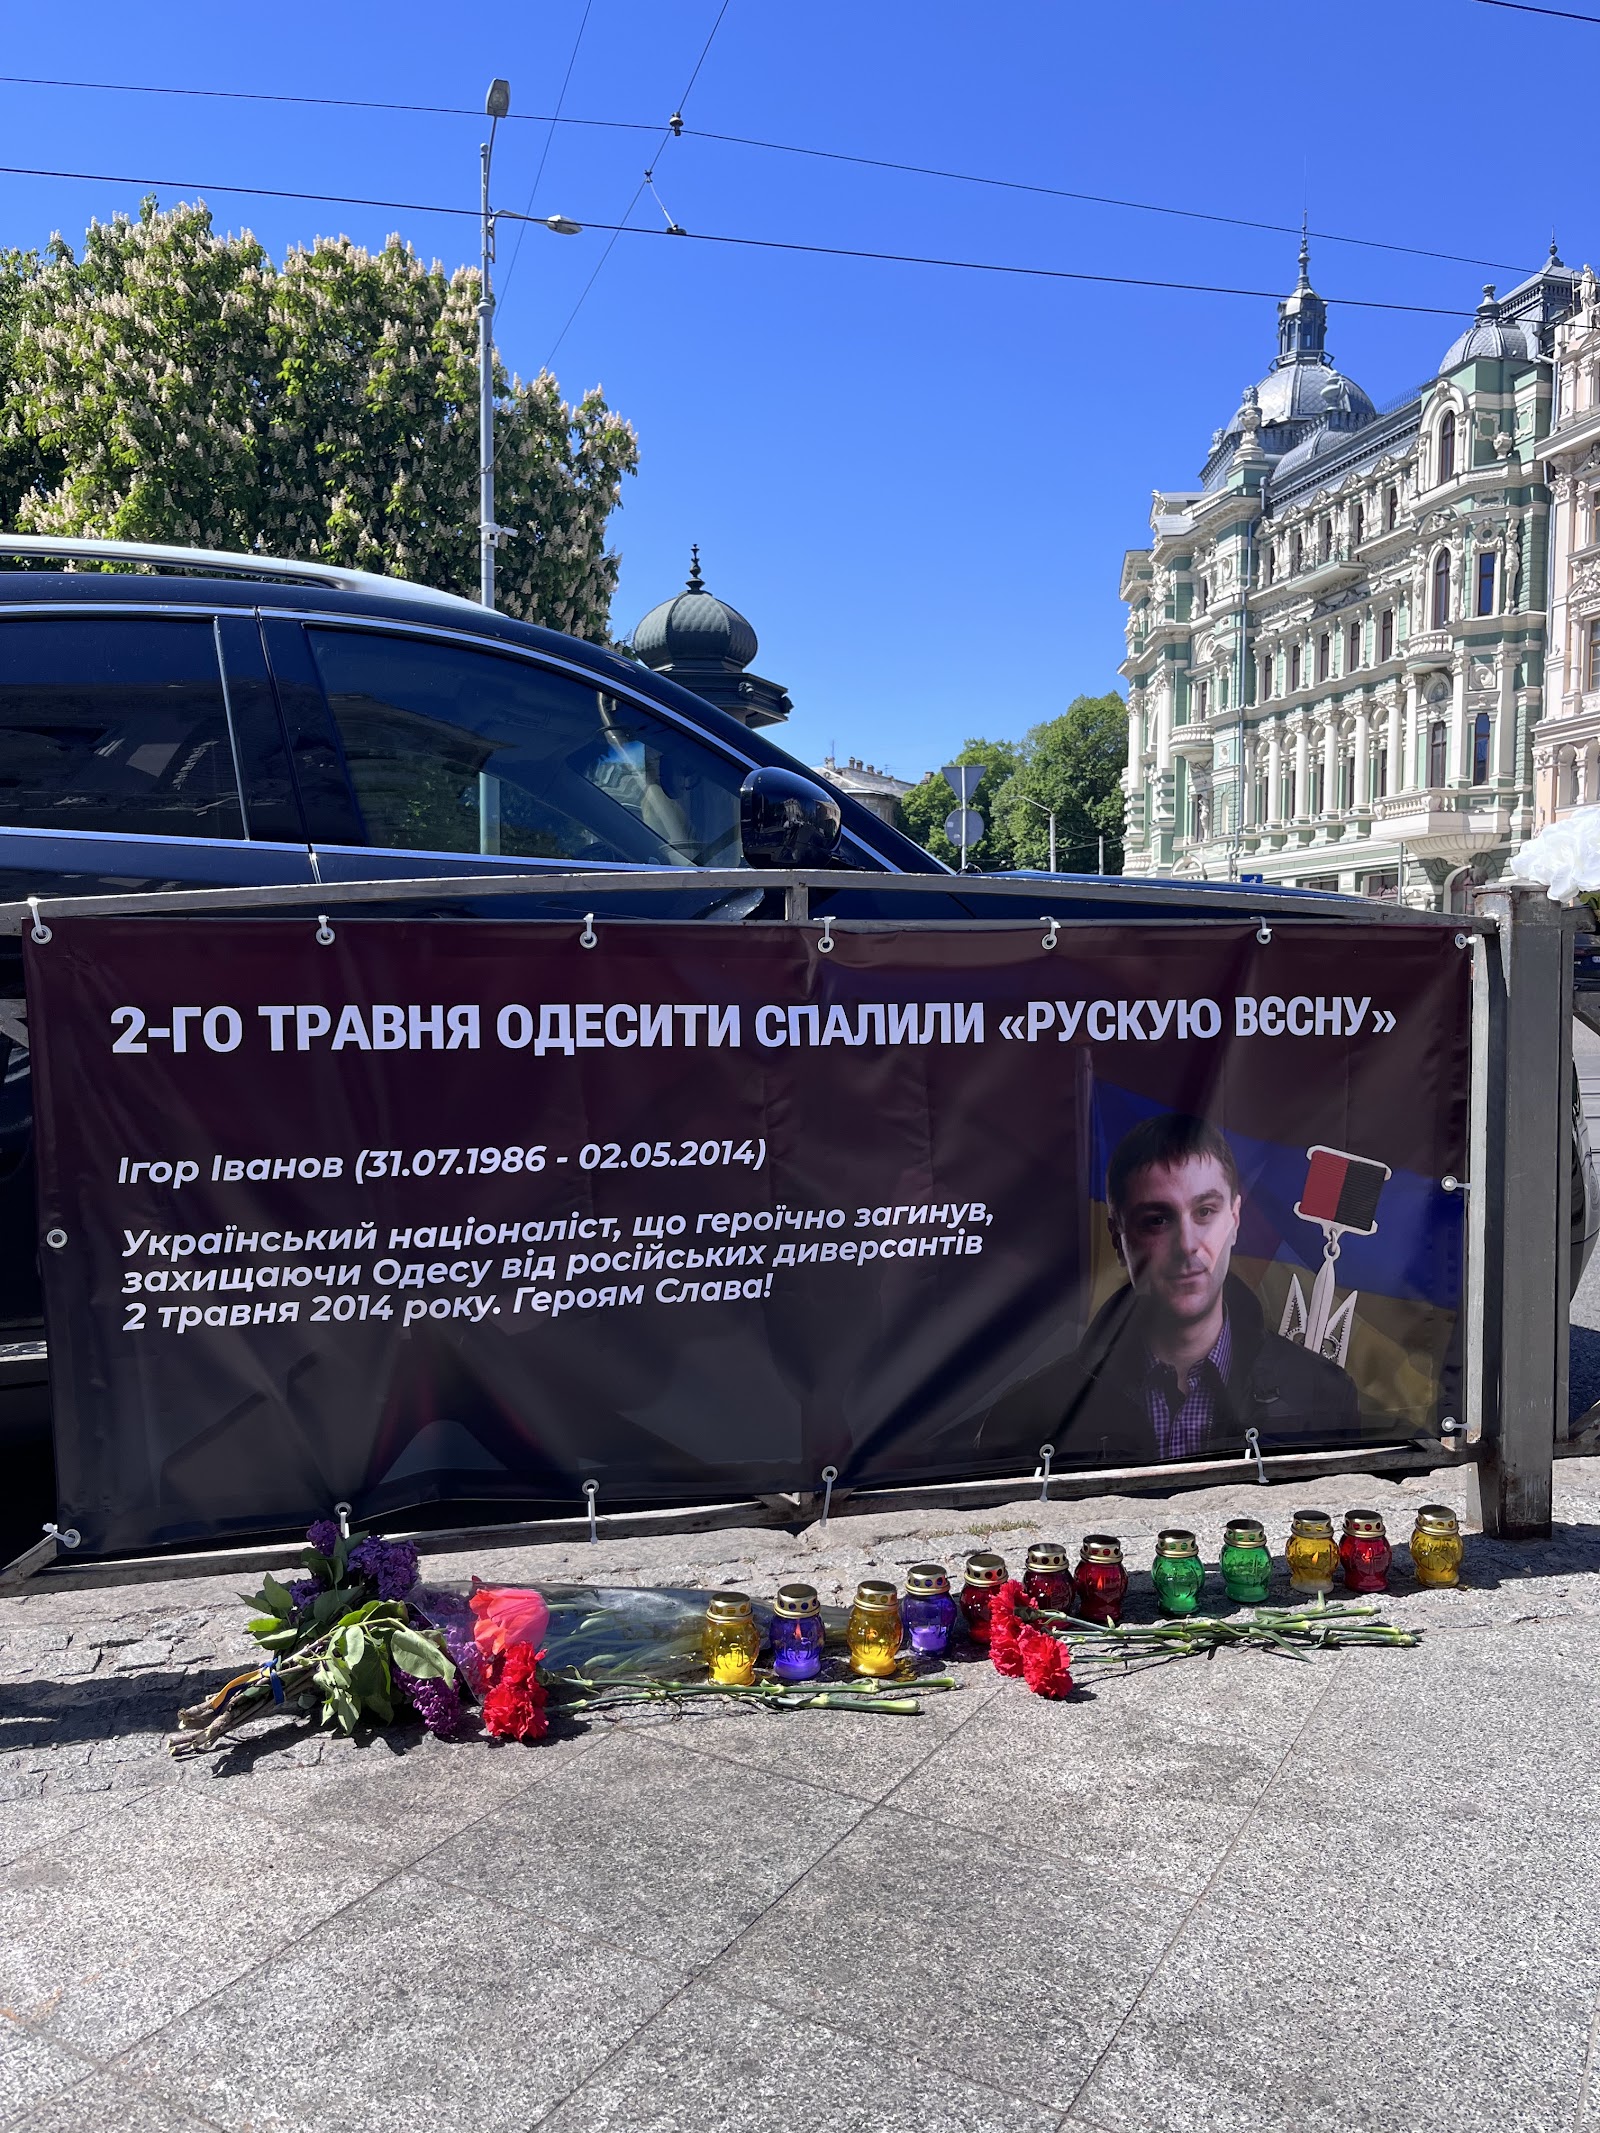 2-ГО ТРАВНЯ ОДЕСИТИ СПАЛИЛИ «РУСКУЮ ВЄСНУ»
Ігор Іванов (31.07.1986 - 02.05.2014)
Український націоналіст, що героїчно загинув,
захищаючи Одесу від російських диверсантів
2 травня 2014 року. Героям Слава!